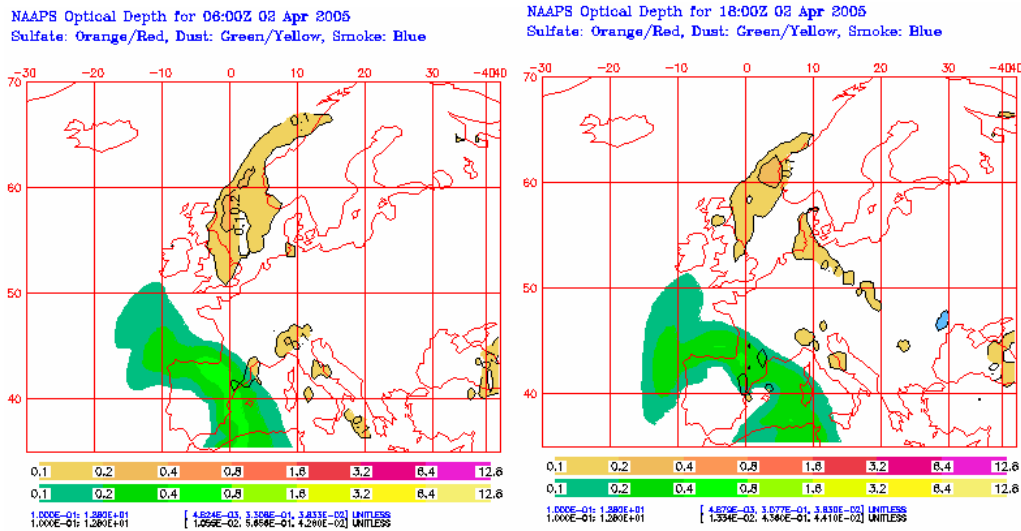 NAAPS Optical Depth for 06:00Z 02 Apr 2005
Sulfate: Orange/Red, Dust: Green/Yellow, Smoke: Blue
-30 -20 -10 0 10 20 30 4040
70
60
50
40
0.1
0.1 0.2
0.1 0.2 0.4 0.8 1.6 3.2 6.4 12.8
0.1 0.2 0.4 0.8 1.6 3.2 6.4 12.8
1.000E-01; 1.280E+01 [ 4.824E-03, 3.308E-01, 3.833E-02] UNITLESS
1.000E-01; 1.280E+01 [ 1.056E-02, 5.658E-01, 4.280E-02] UNITLESS
NAAPS Optical Depth for 18:00Z 02 Apr 2005
Sulfate: Orange/Red, Dust: Green/Yellow, Smoke: Blue
-30 -20 -10 0 10 20 30 4040
70
60
50
40
0.1 0.2 0.4 0.8 1.6 3.2 6.4 12.8
0.1 0.2 0.4 0.8 1.6 3.2 6.4 12.8
1.000E-01; 1.280E+01 [ 4.879E-03, 3.077E-01, 3.830E-02] UNITLESS
1.000E-01; 1.280E+01 [ 1.334E-02, 4.380E-01, 4.410E-02] UNITLESS